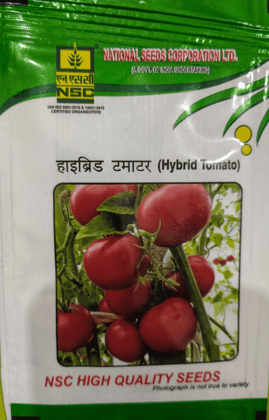 NATIONAL SEEDS CORPORATION LTD.
(A GOVT. OF INDIA UNDERTAKING)
एन एस सी
NSC
(AN ISO 9001:2015 & 14001:2015
CERTIFIED ORGANIZATION)
हाइब्रिड टमाटर (Hybrid Tomato)
NSC HIGH QUALITY SEEDS
Photograph is not true to variety